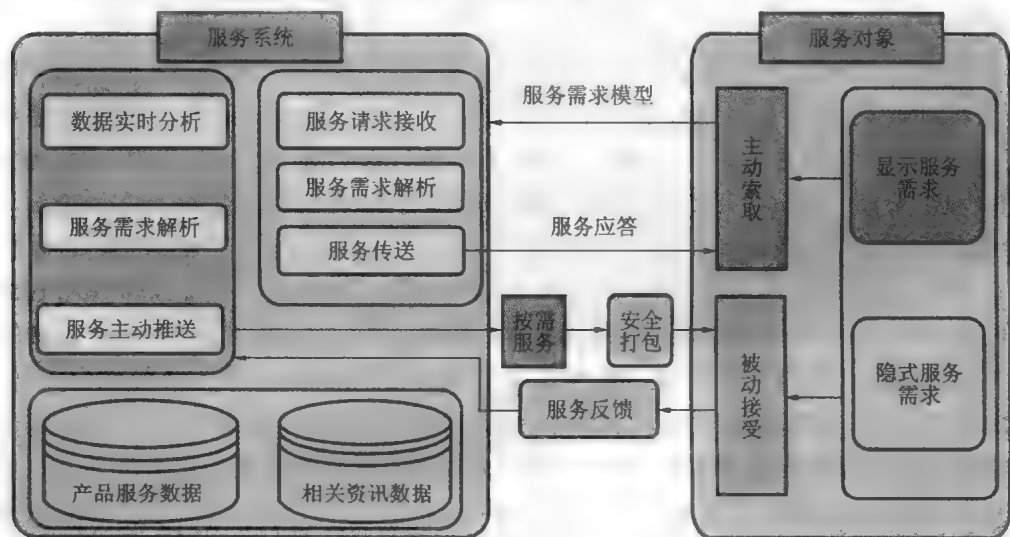 服务系统
数据实时分析
服务需求解析
服务主动推送
服务请求接收
服务需求解析
服务传送
产品服务数据
相关资讯数据
服务需求模型
服务应答
按需
服务
安全
打包
服务反馈
服务对象
主动索取
被动接受
显示服务
需求
隐式服务
需求